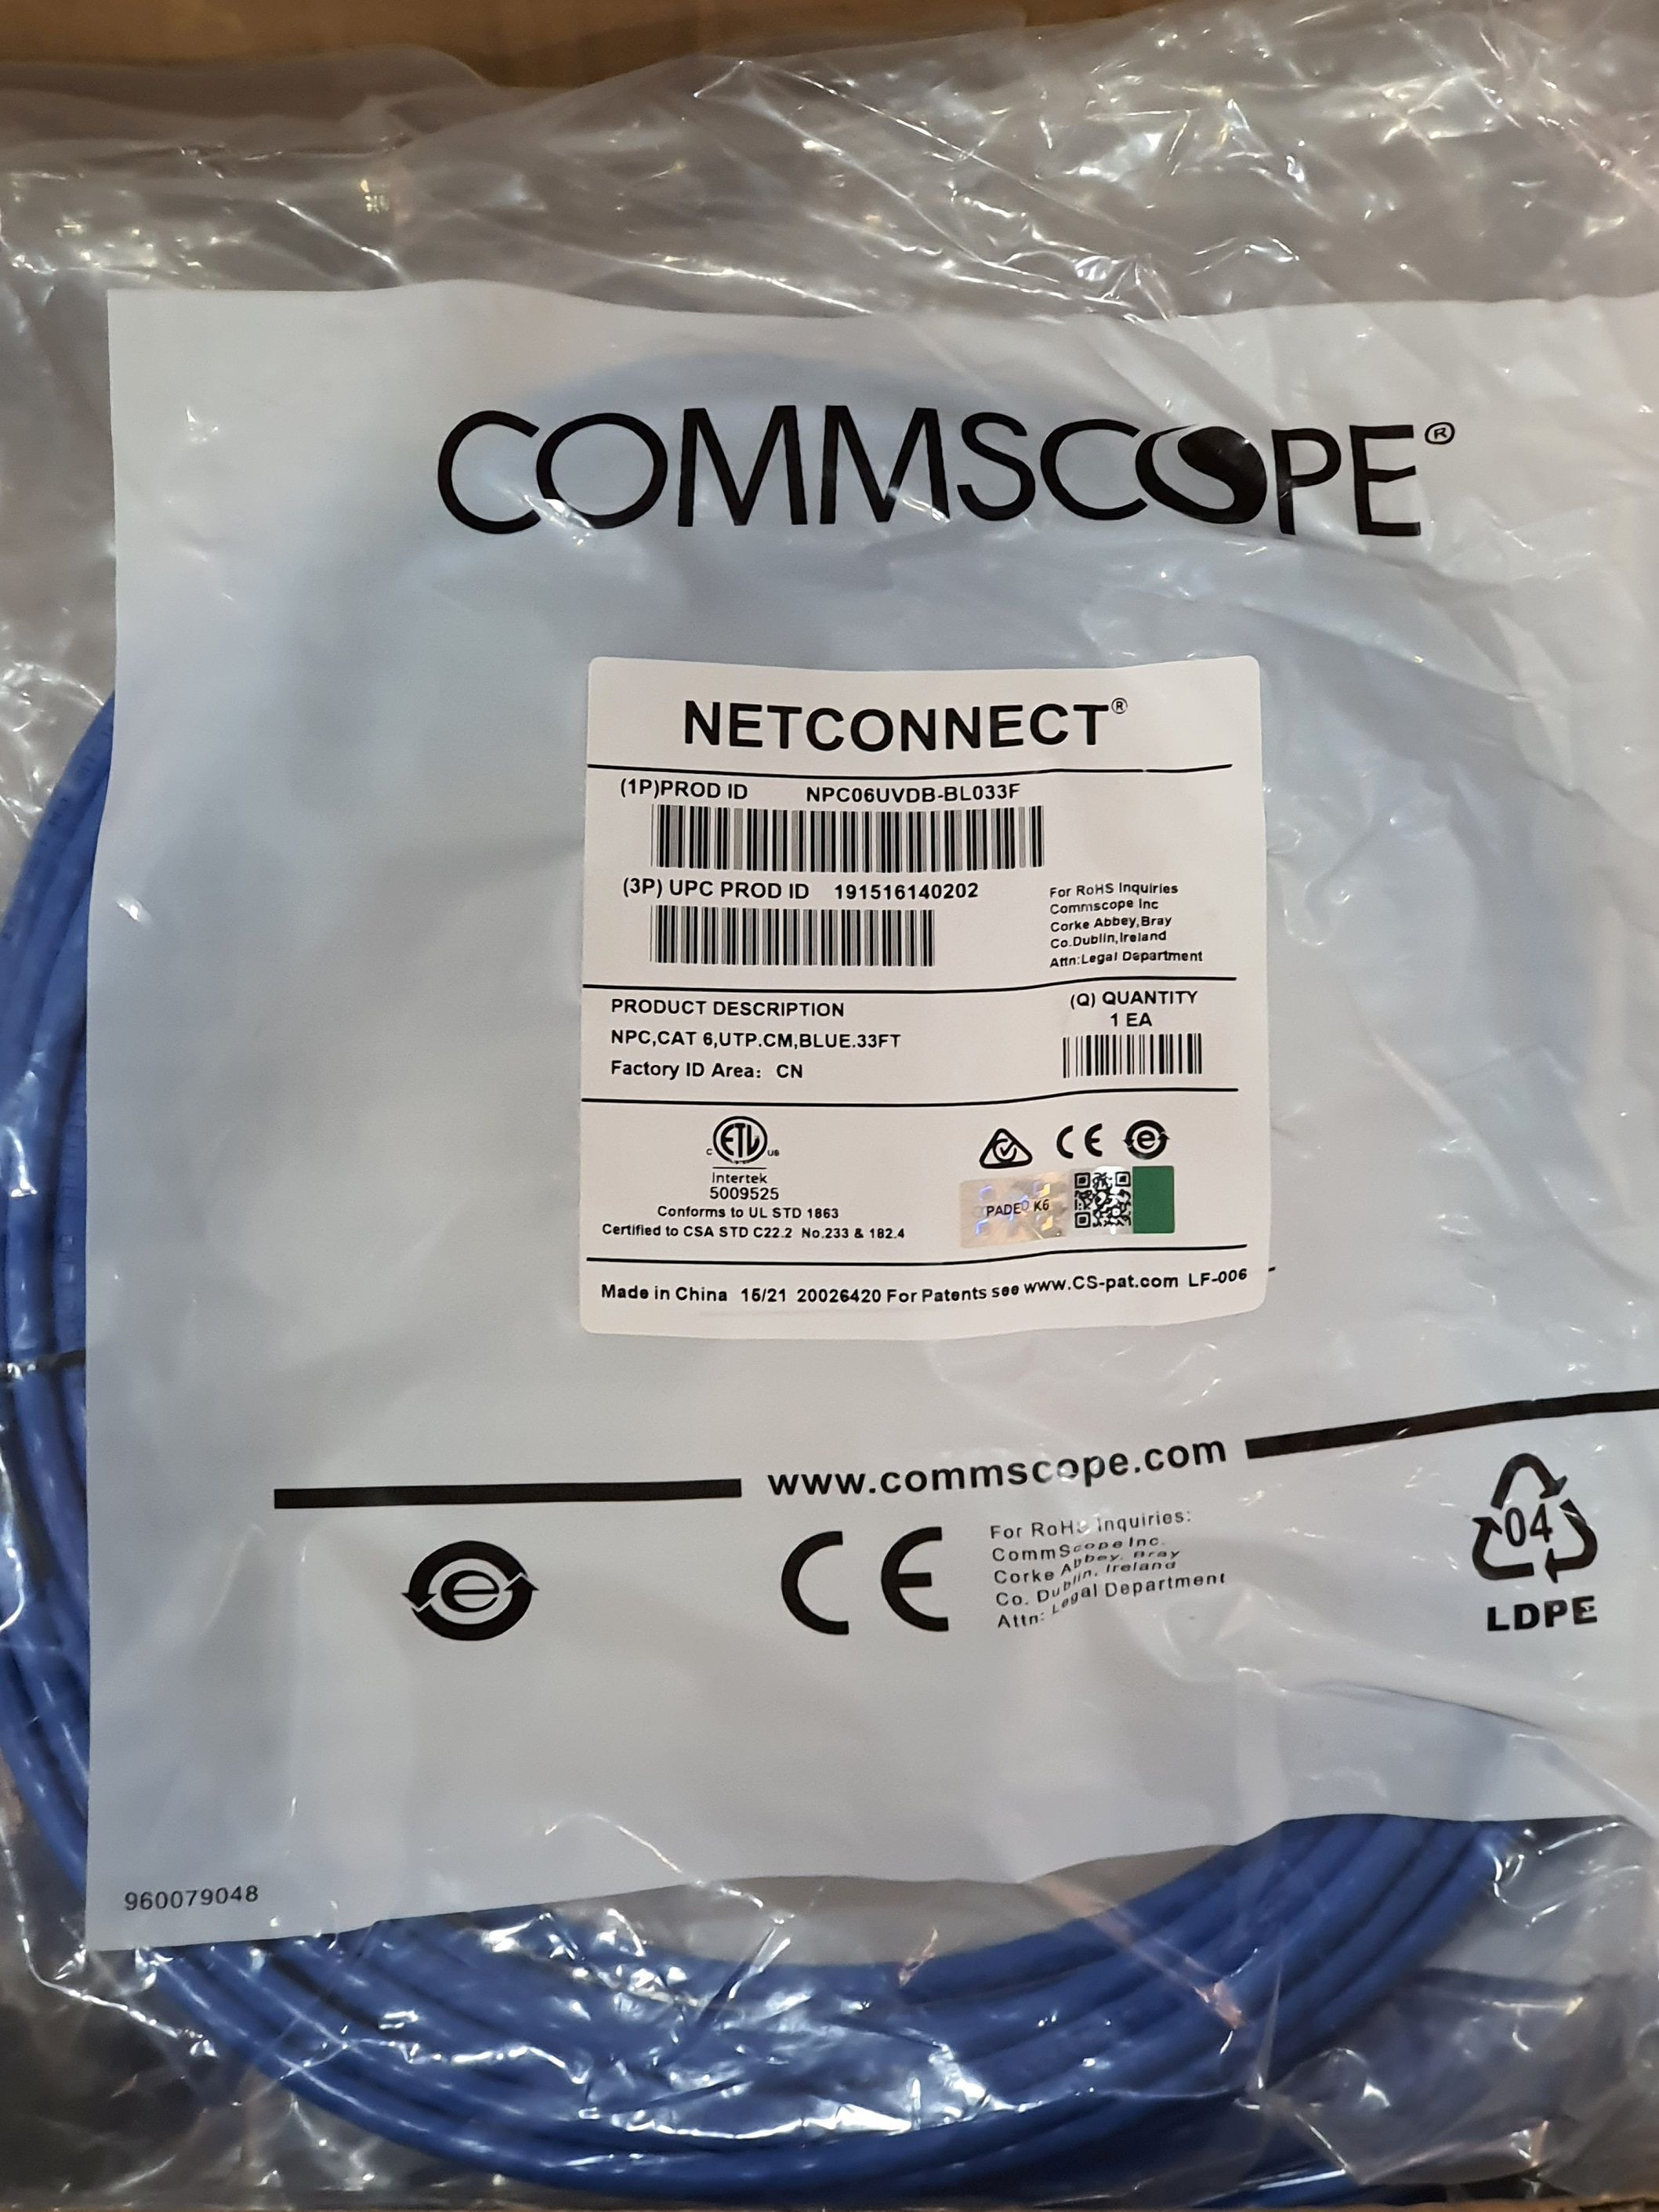 COMMSCOPE®
NETCONNECT®
(1P)PROD ID NPC06UVDB-BL033F
(3P) UPC PROD ID 191516140202
For RoHS Inquiries
Commscope Inc
Corke Abbey,Bray
Co.Dublin,Ireland
Attn:Legal Department
PRODUCT DESCRIPTION
NPC,CAT 6,UTP.CM,BLUE.33FT
Factory ID Area: CN
(Q) QUANTITY
1 EA
C ETL US
Intertek
5009525
Conforms to UL STD 1863
Certified to CSA STD C22.2 No.233 & 182.4
CE e
K6
Made in China 15/21 20026420 For Patents see www.CS-pat.com LF-006
www.commscope.com
e
CE
For RoHS Inquiries:
CommScope Inc.
Corke Abbey. Bray
Co. Dublin, Ireland
Attn: Legal Department
04
LDPE
960079048